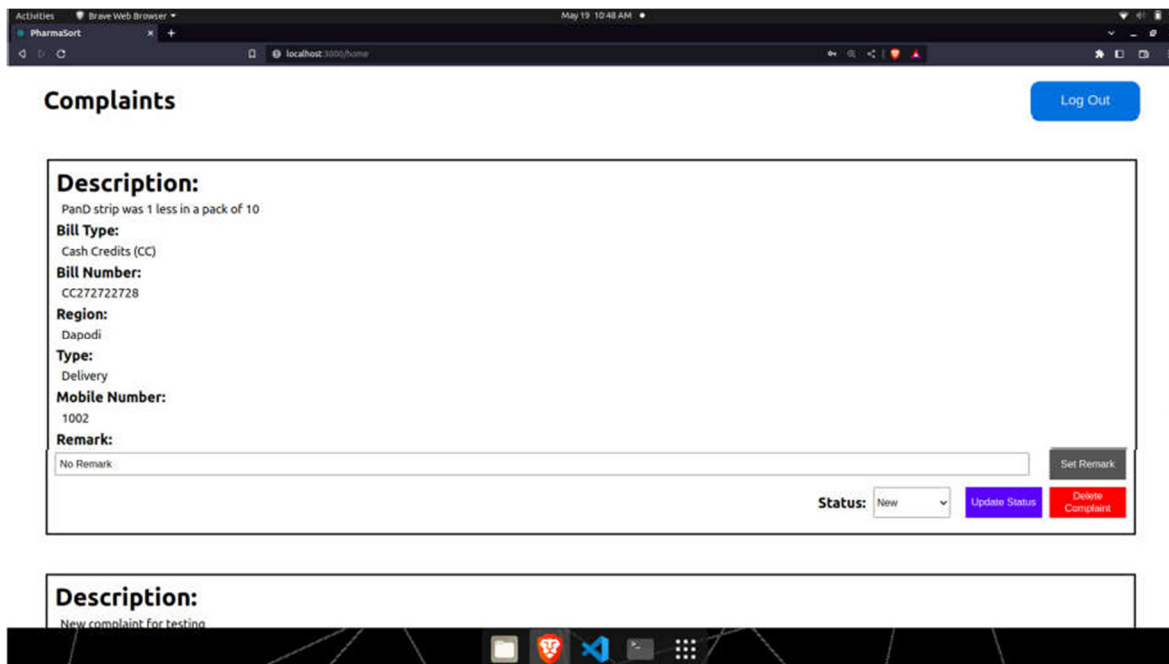 Activities Brave Web Browser May 19 10:48 AM
PharmaSort
localhost:3000/home
Complaints
Log Out
Description:
PanD strip was 1 less in a pack of 10
Bill Type:
Cash Credits (CC)
Bill Number:
CC272722728
Region:
Dapodi
Type:
Delivery
Mobile Number:
1002
Remark:
No Remark
Set Remark
Status: New Update Status Delete
Complaint
Description:
New complaint for testing